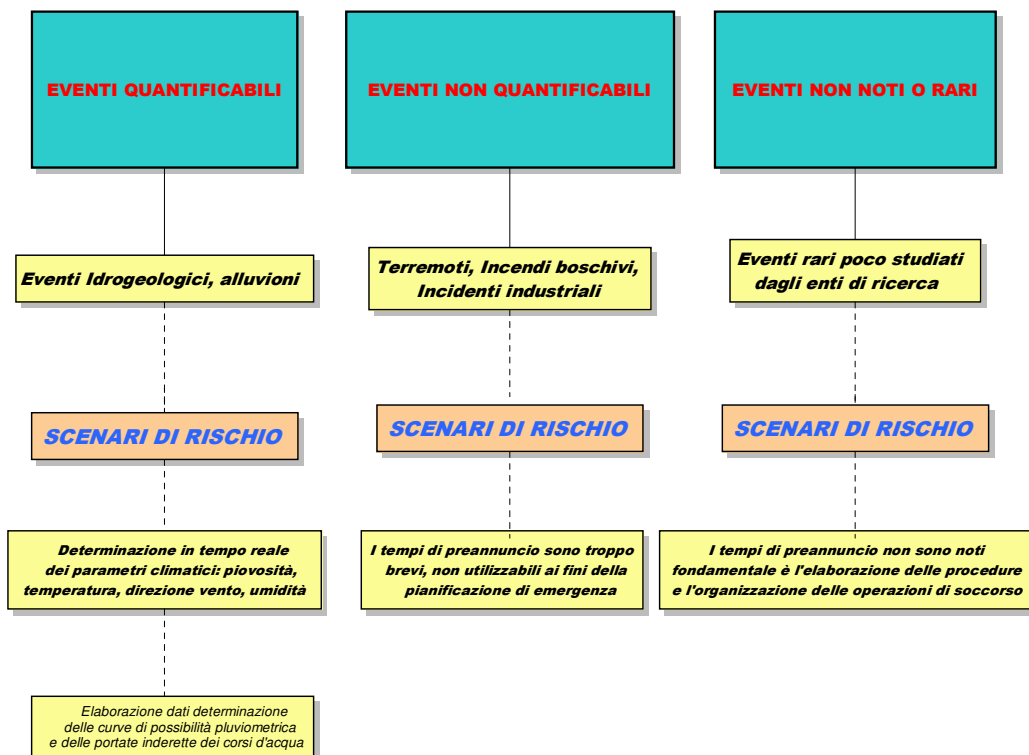 EVENTI QUANTIFICABILI
Eventi Idrogeologici, alluvioni
SCENARI DI RISCHIO
Determinazione in tempo reale
dei parametri climatici: piovosità,
temperatura, direzione vento, umidità
Elaborazione dati determinazione
delle curve di possibilità pluviometrica
e delle portate inderette dei corsi d'acqua
EVENTI NON QUANTIFICABILI
Terremoti, Incendi boschivi,
Incidenti industriali
SCENARI DI RISCHIO
I tempi di preannuncio sono troppo
brevi, non utilizzabili ai fini della
pianificazione di emergenza
EVENTI NON NOTI O RARI
Eventi rari poco studiati
dagli enti di ricerca
SCENARI DI RISCHIO
I tempi di preannuncio non sono noti
fondamentale è l'elaborazione delle procedure
e l'organizzazione delle operazioni di soccorso